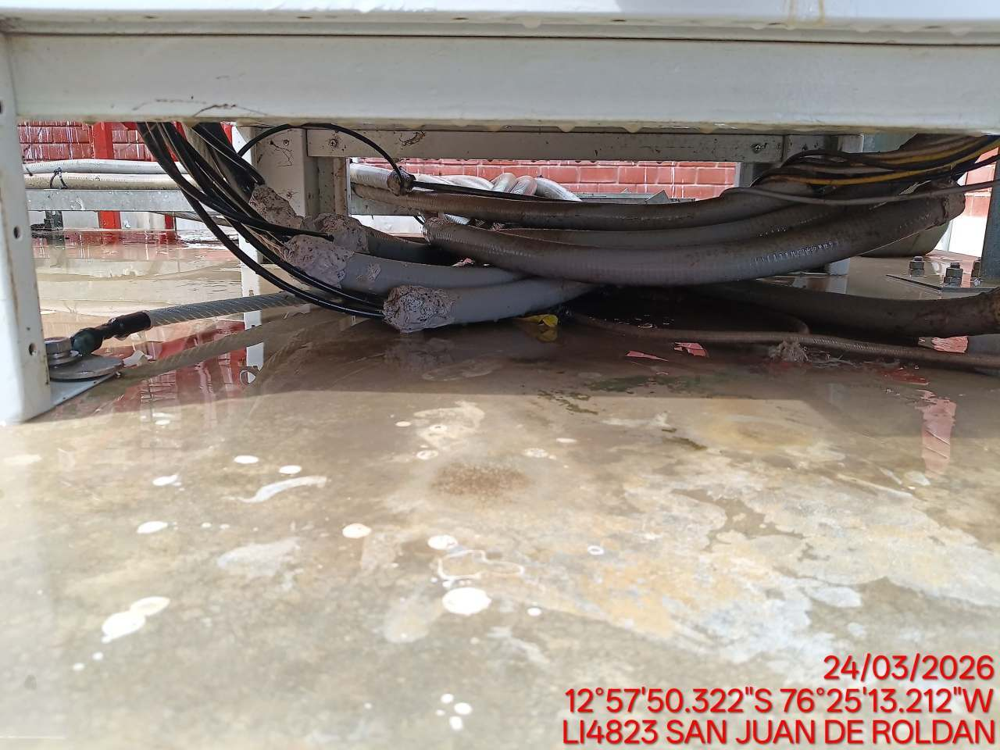 24/03/2026
12°57'50.322"S 76°25'13.212"W
LI4823 SAN JUAN DE ROLDAN